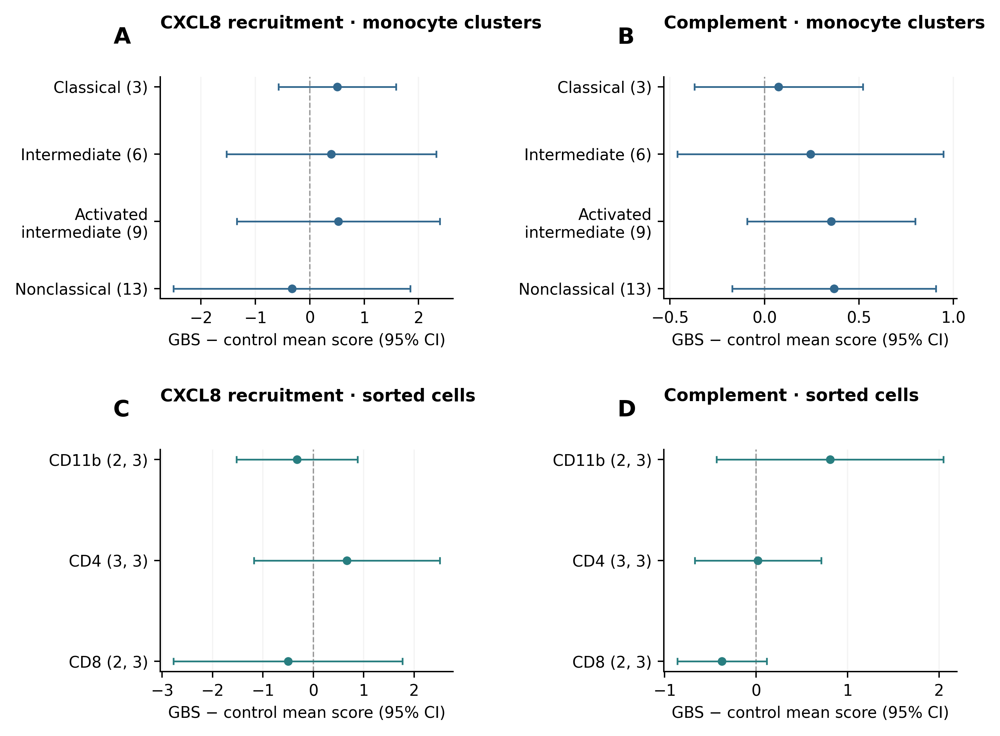 A
CXCL8 recruitment · monocyte clusters
Classical (3)
Intermediate (6)
Activated
intermediate (9)
Nonclassical (13)
−2 −1 0 1 2
GBS − control mean score (95% CI)
B
Complement · monocyte clusters
Classical (3)
Intermediate (6)
Activated
intermediate (9)
Nonclassical (13)
−0.5 0.0 0.5 1.0
GBS − control mean score (95% CI)
C
CXCL8 recruitment · sorted cells
CD11b (2, 3)
CD4 (3, 3)
CD8 (2, 3)
−3 −2 −1 0 1 2
GBS − control mean score (95% CI)
D
Complement · sorted cells
CD11b (2, 3)
CD4 (3, 3)
CD8 (2, 3)
−1 0 1 2
GBS − control mean score (95% CI)